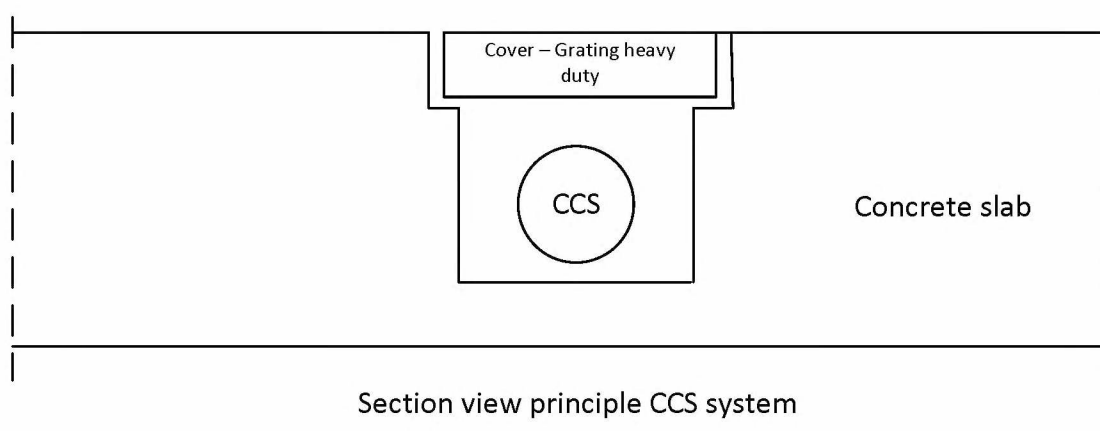 Cover – Grating heavy
duty
CCS
Concrete slab
Section view principle CCS system